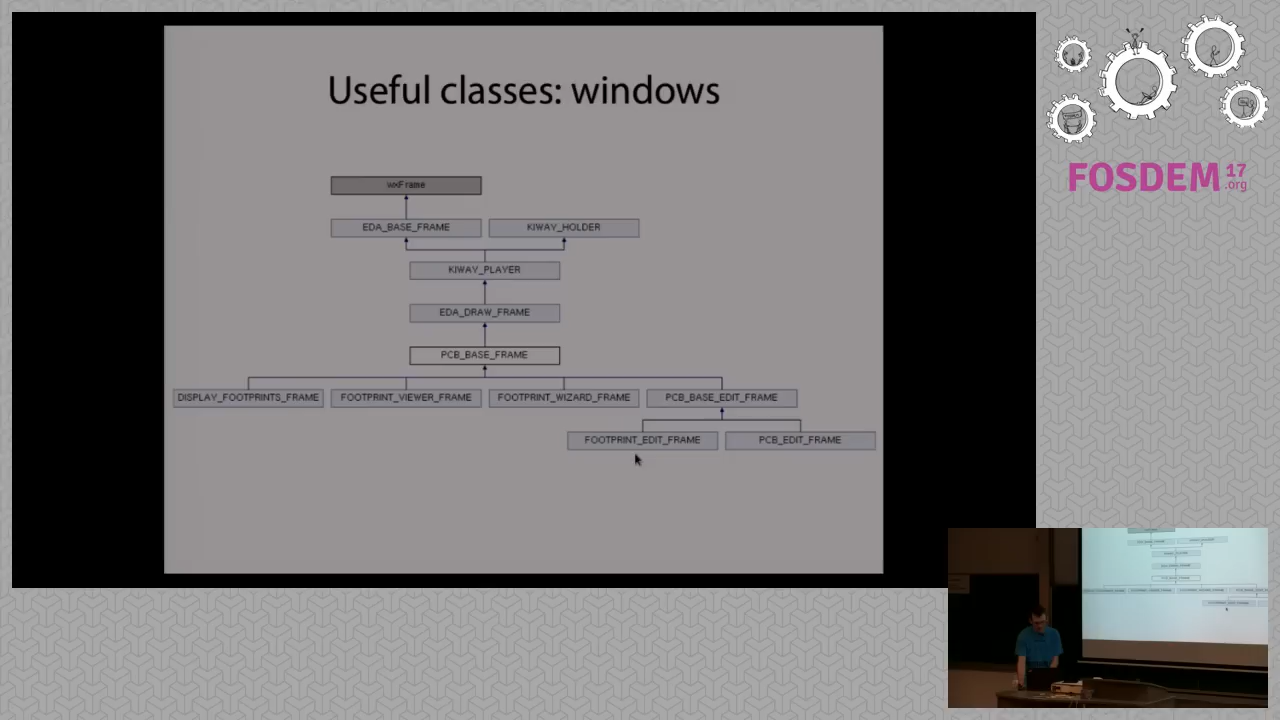 Useful classes: windows
wxFrame
EDA_BASE_FRAME
KIWAY_HOLDER
KIWAY_PLAYER
EDA_DRAW_FRAME
PCB_BASE_FRAME
DISPLAY_FOOTPRINTS_FRAME
FOOTPRINT_VIEWER_FRAME
FOOTPRINT_WIZARD_FRAME
PCB_BASE_EDIT_FRAME
FOOTPRINT_EDIT_FRAME
PCB_EDIT_FRAME
FOSDEM 17
.org